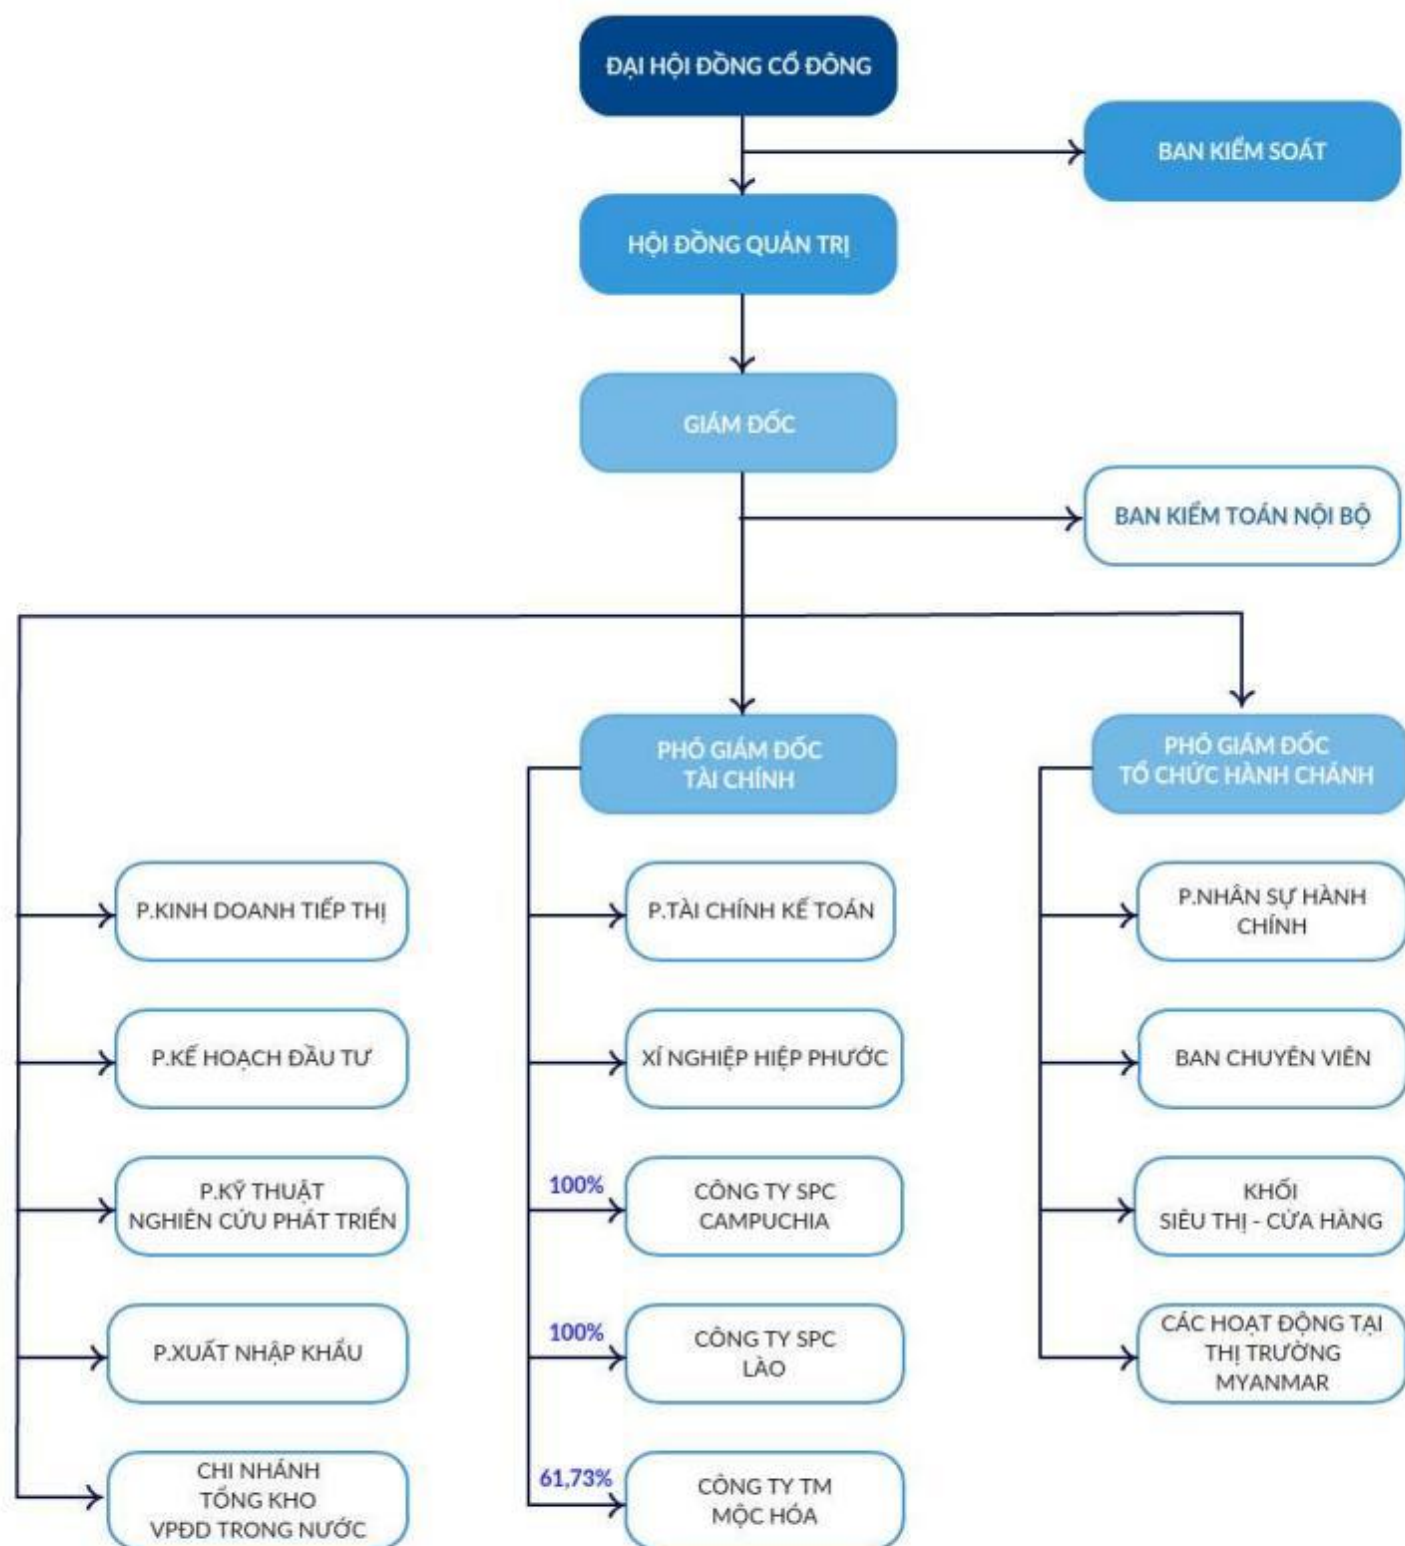 ĐẠI HỘI ĐỒNG CỔ ĐÔNG
BAN KIỂM SOÁT
HỘI ĐỒNG QUẢN TRỊ
GIÁM ĐỐC
BAN KIỂM TOÁN NỘI BỘ
PHÓ GIÁM ĐỐC
TÀI CHÍNH
PHÓ GIÁM ĐỐC
TỔ CHỨC HÀNH CHÁNH
P.KINH DOANH TIẾP THỊ
P.KẾ HOẠCH ĐẦU TƯ
P.KỸ THUẬT
NGHIÊN CỨU PHÁT TRIỂN
P.XUẤT NHẬP KHẨU
CHI NHÁNH
TỔNG KHO
VPĐD TRONG NƯỚC
P.TÀI CHÍNH KẾ TOÁN
XÍ NGHIỆP HIỆP PHƯỚC
100%
CÔNG TY SPC
CAMPUCHIA
100%
CÔNG TY SPC
LÀO
61,73%
CÔNG TY TM
MỘC HÓA
P.NHÂN SỰ HÀNH
CHÍNH
BAN CHUYÊN VIÊN
KHỐI
SIÊU THỊ - CỬA HÀNG
CÁC HOẠT ĐỘNG TẠI
THỊ TRƯỜNG
MYANMAR